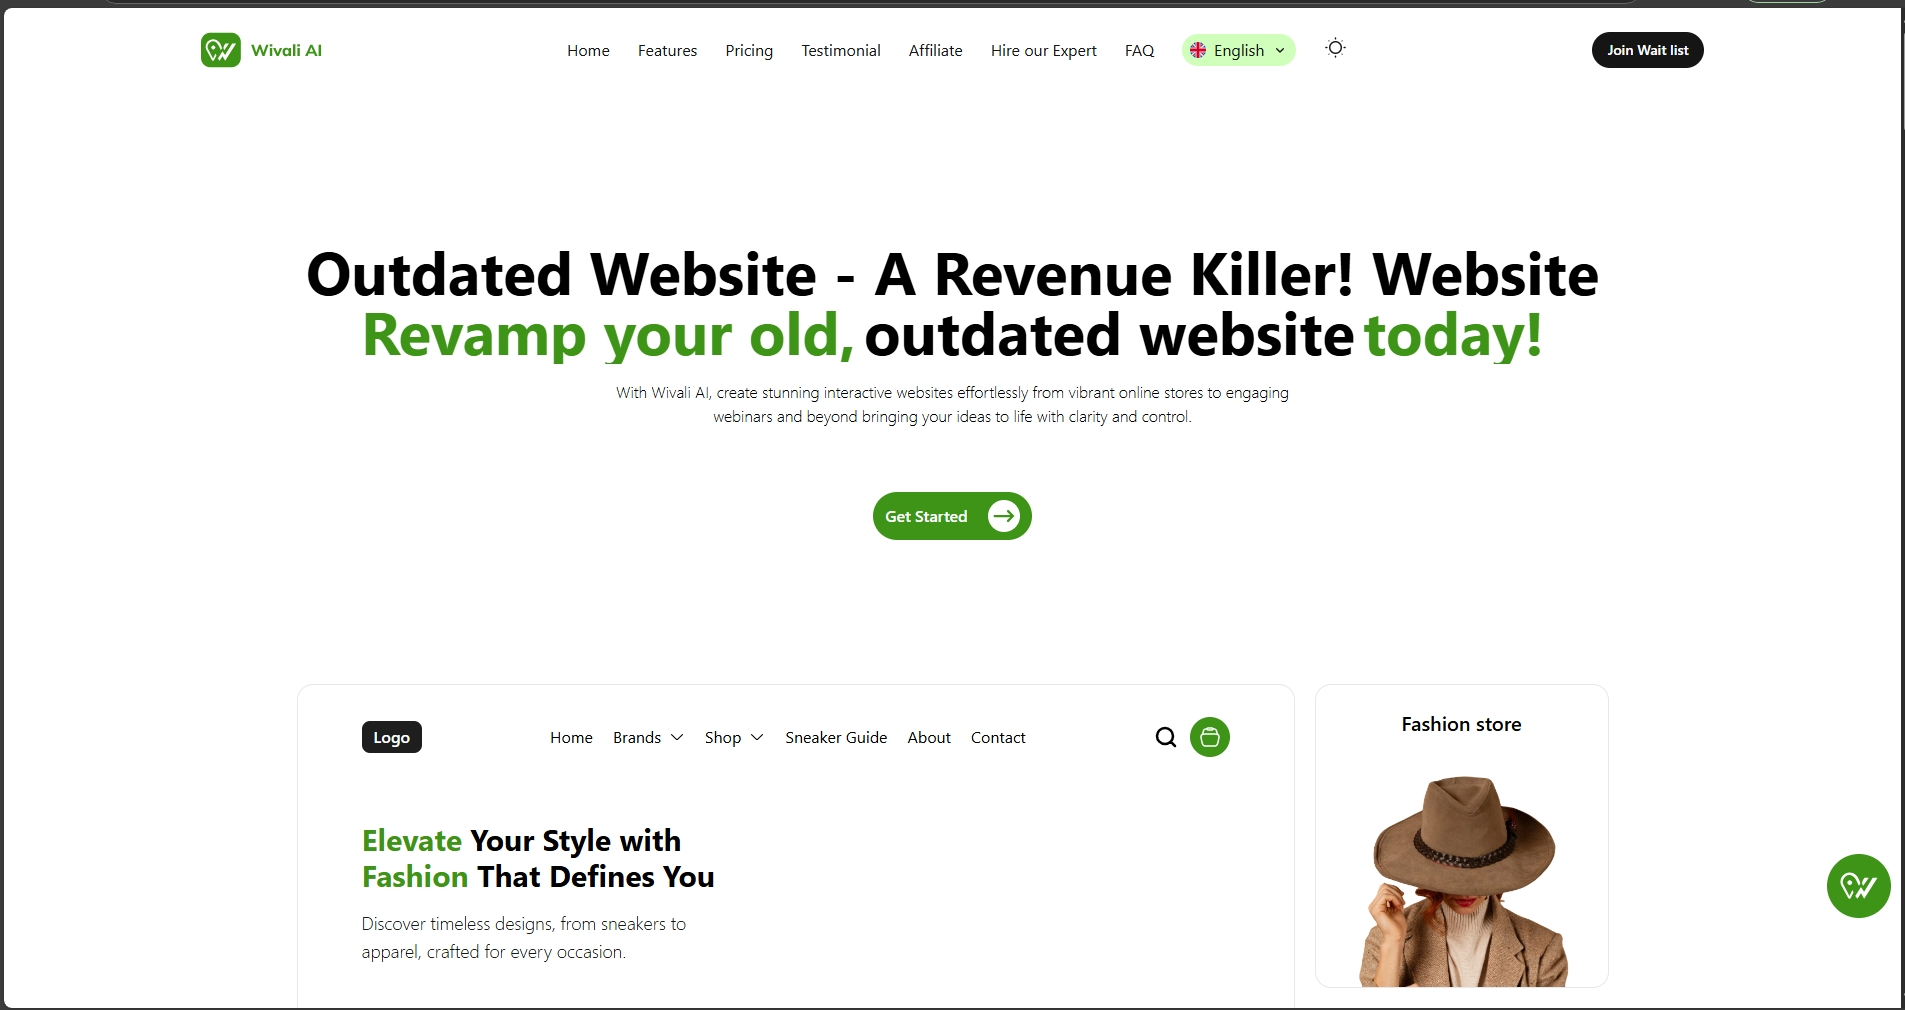 Wivali AI
Home Features Pricing Testimonial Affiliate Hire our Expert FAQ English
Join Wait list
Outdated Website - A Revenue Killer! Website
Revamp your old, outdated website today!
With Wivali AI, create stunning interactive websites effortlessly from vibrant online stores to engaging
webinars and beyond bringing your ideas to life with clarity and control.
Get Started
Logo
Home Brands Shop Sneaker Guide About Contact
Elevate Your Style with
Fashion That Defines You
Discover timeless designs, from sneakers to
apparel, crafted for every occasion.
Fashion store